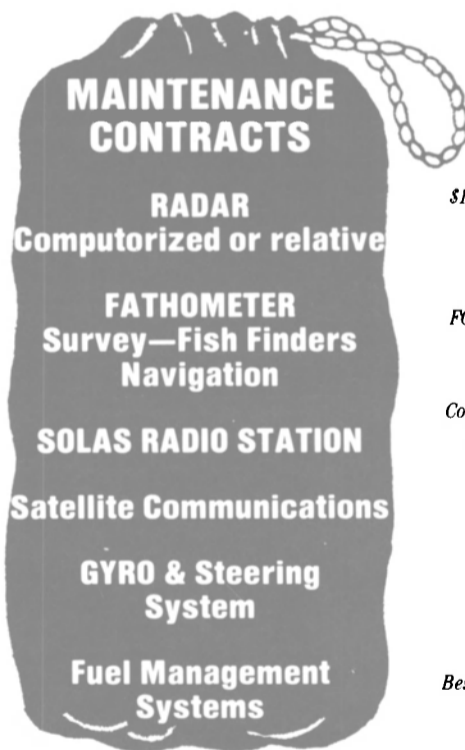 MAINTENANCE
CONTRACTS
RADAR
Computorized or relative
FATHOMETER
Survey—Fish Finders
Navigation
SOLAS RADIO STATION
Satellite Communications
GYRO & Steering
System
Fuel Management
Systems